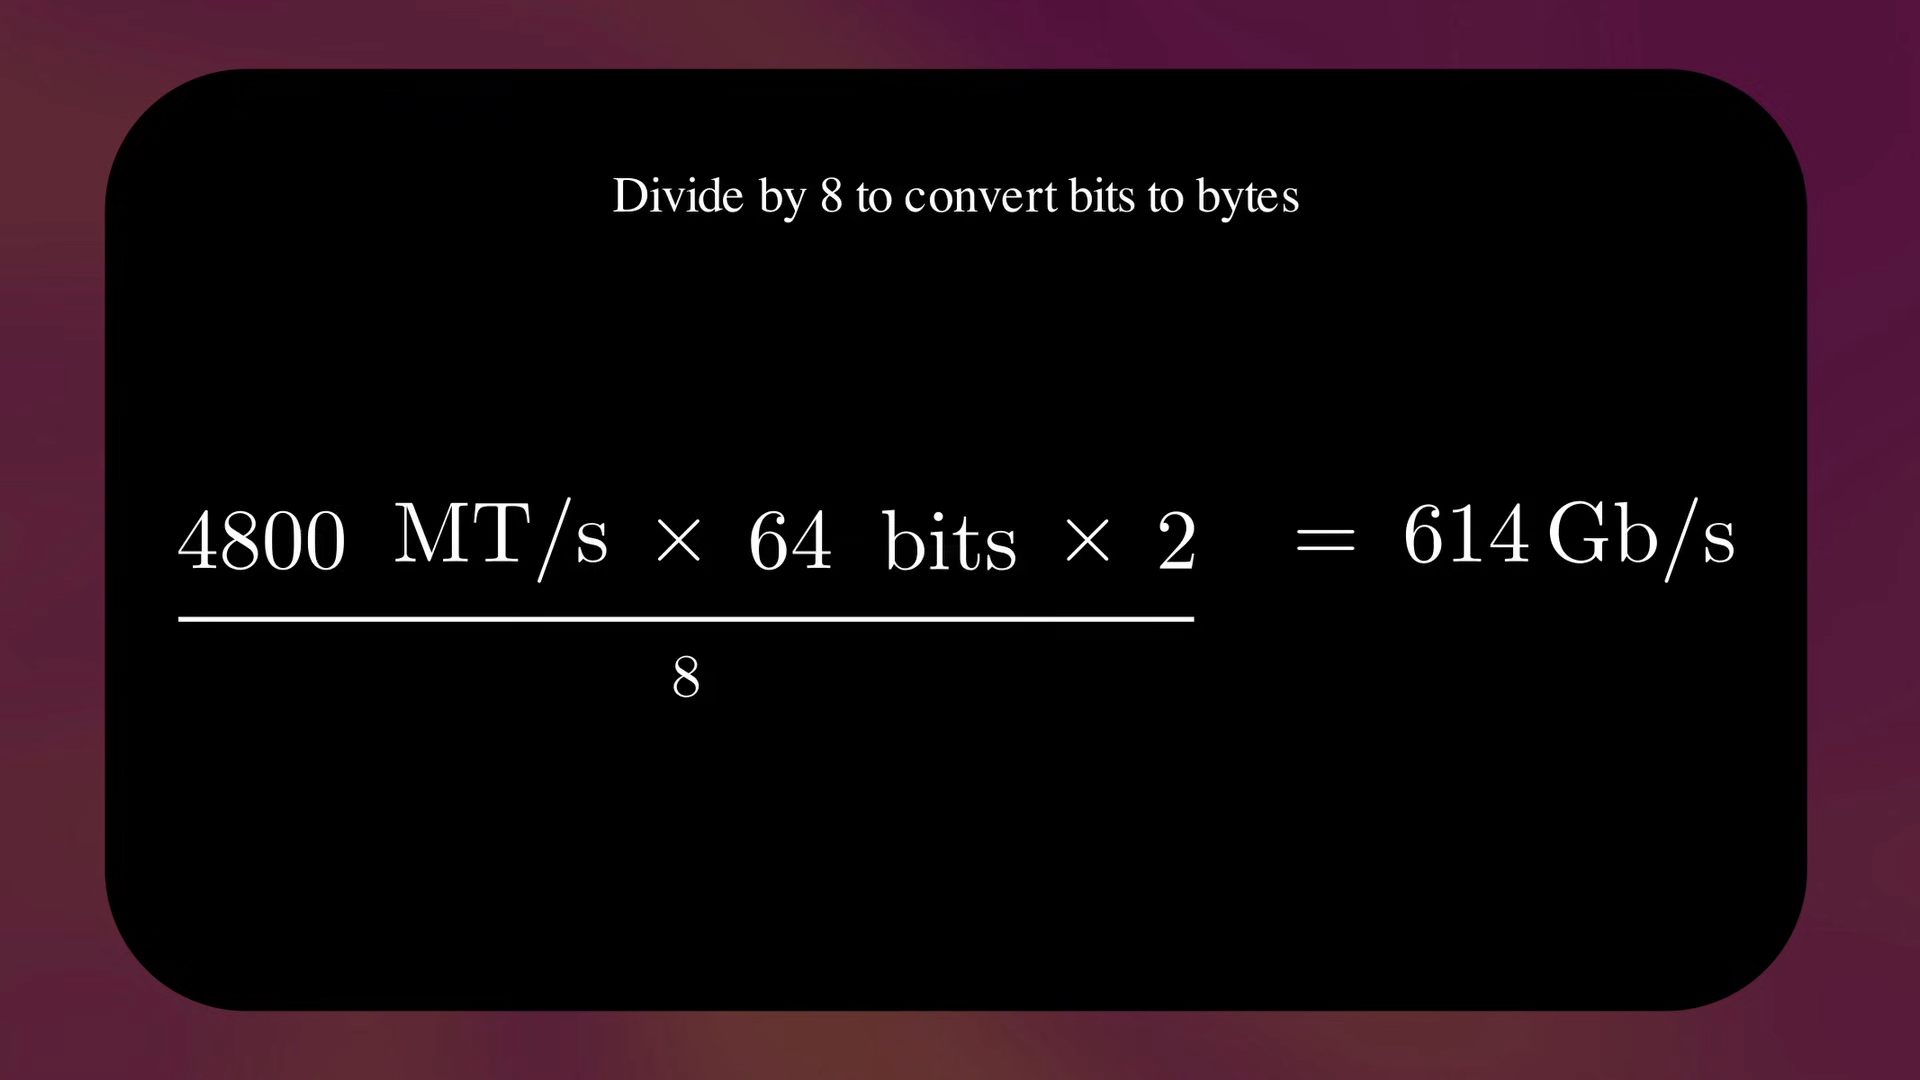 Divide by 8 to convert bits to bytes
4800 MT/s × 64 bits × 2 = 614 Gb/s
8